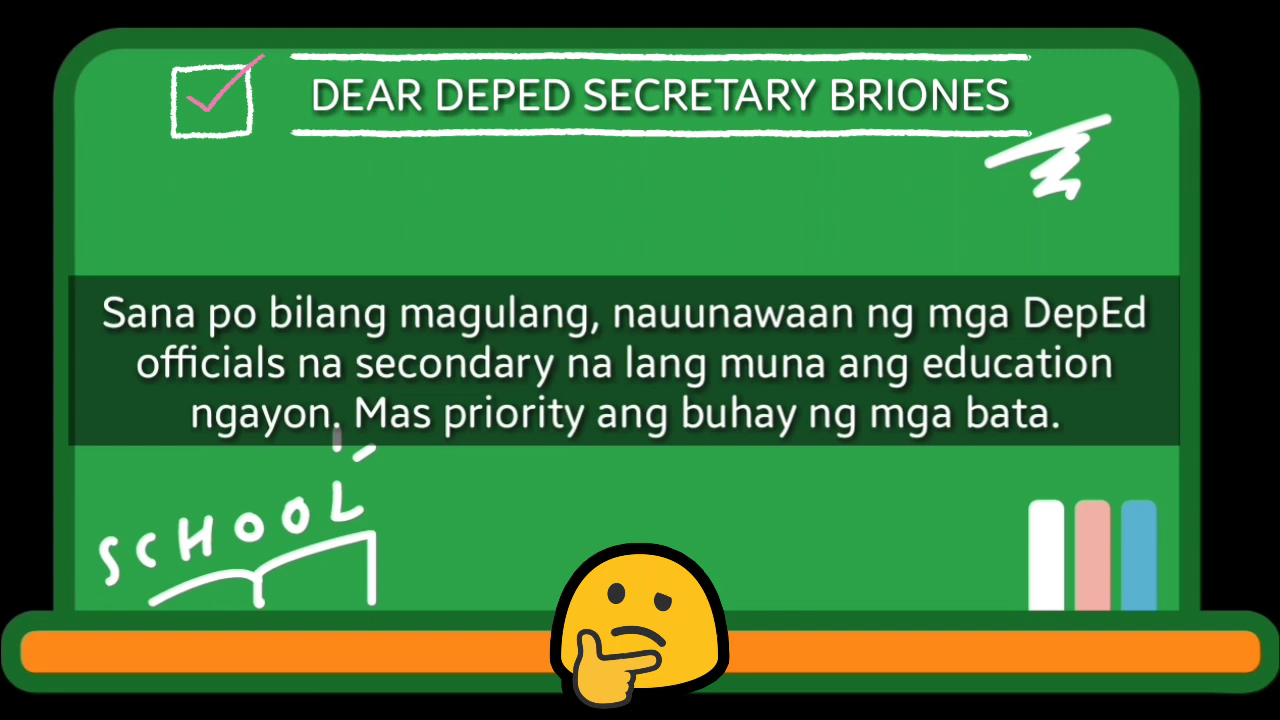 DEAR DEPED SECRETARY BRIONES
Sana po bilang magulang, nauunawaan ng mga DepEd
officials na secondary na lang muna ang education
ngayon. Mas priority ang buhay ng mga bata.
SCHOOL